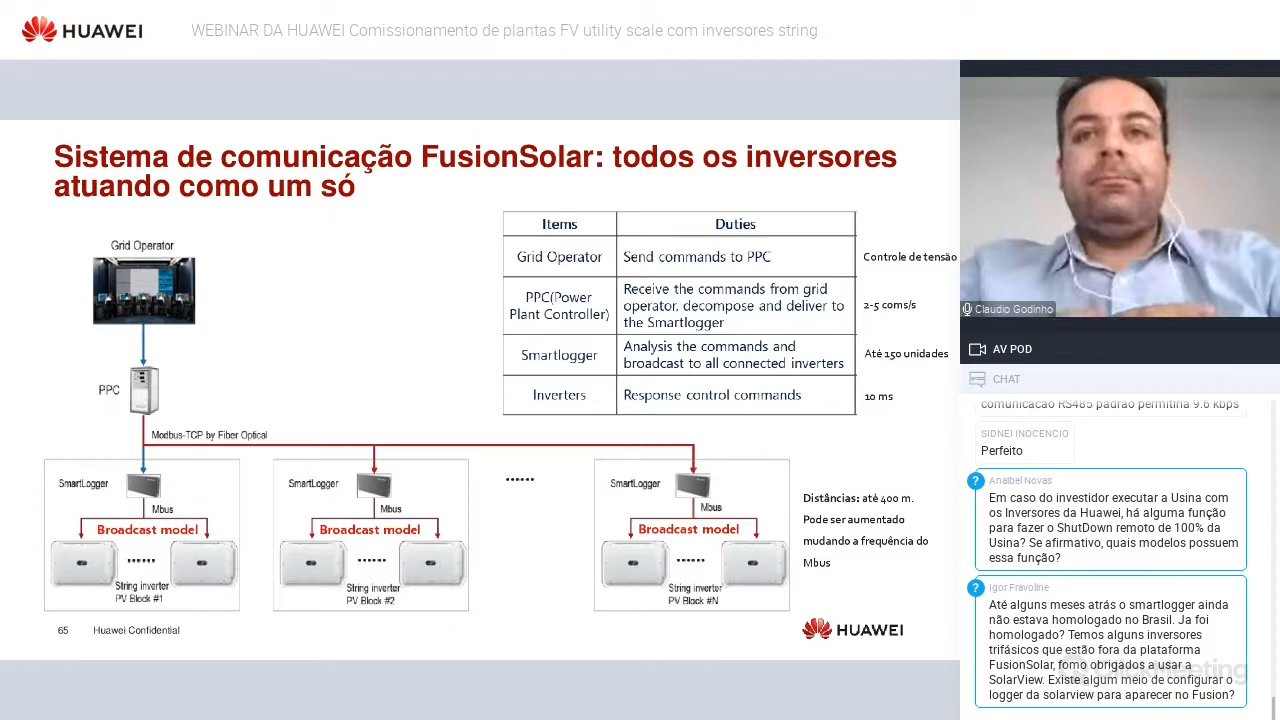 HUAWEI
WEBINAR DA HUAWEI Comissionamento de plantas FV utility scale com inversores string
Sistema de comunicação FusionSolar: todos os inversores
atuando como um só
Grid Operator
PPC
Modbus-TCP by Fiber Optical
SmartLogger
Mbus
Broadcast model
......
String inverter
PV Block #1
SmartLogger
Mbus
Broadcast model
......
String inverter
PV Block #2
......
SmartLogger
Mbus
Broadcast model
......
String inverter
PV Block #N
Items
Duties
Grid Operator
Send commands to PPC
Controle de tensão
PPC(Power
Plant Controller)
Receive the commands from grid
operator, decompose and deliver to
the Smartlogger
2-5 coms/s
Smartlogger
Analysis the commands and
broadcast to all connected inverters
Até 150 unidades
Inverters
Response control commands
10 ms
Distâncias: até 400 m.
Pode ser aumentado
mudando a frequência do
Mbus
65 Huawei Confidential
HUAWEI
Claudio Godinho
AV POD
CHAT
comunicacao RS485 padrao permitiria 9.6 kbps
SIDNEI INOCENCIO
Perfeito
?
Anaibel Novas
Em caso do investidor executar a Usina com
os Inversores da Huawei, há alguma função
para fazer o ShutDown remoto de 100% da
Usina? Se afirmativo, quais modelos possuem
essa função?
?
Igor Fravoline
Até alguns meses atrás o smartlogger ainda
não estava homologado no Brasil. Ja foi
homologado? Temos alguns inversores
trifásicos que estão fora da plataforma
FusionSolar, fomo obrigados a usar a
SolarView. Existe algum meio de configurar o
logger da solarview para aparecer no Fusion?
ClickMeeting